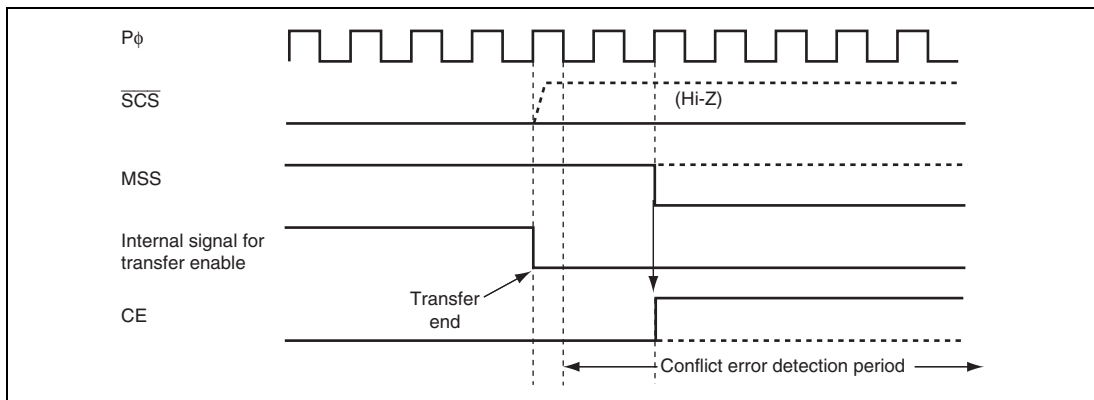 Pφ
SCS
(Hi-Z)
MSS
Internal signal for
transfer enable
Transfer
end
CE
Conflict error detection period